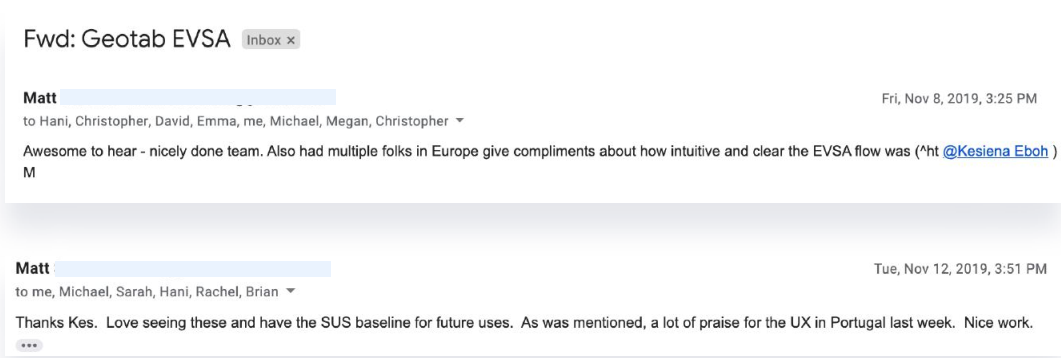 Fwd: Geotab EVSA Inbox ×
Matt
Fri, Nov 8, 2019, 3:25 PM
to Hani, Christopher, David, Emma, me, Michael, Megan, Christopher
Awesome to hear - nicely done team. Also had multiple folks in Europe give compliments about how intuitive and clear the EVSA flow was (^ht @Kesiena Eboh )
M
Matt
Tue, Nov 12, 2019, 3:51 PM
to me, Michael, Sarah, Hani, Rachel, Brian
Thanks Kes.  Love seeing these and have the SUS baseline for future uses.  As was mentioned, a lot of praise for the UX in Portugal last week.  Nice work.